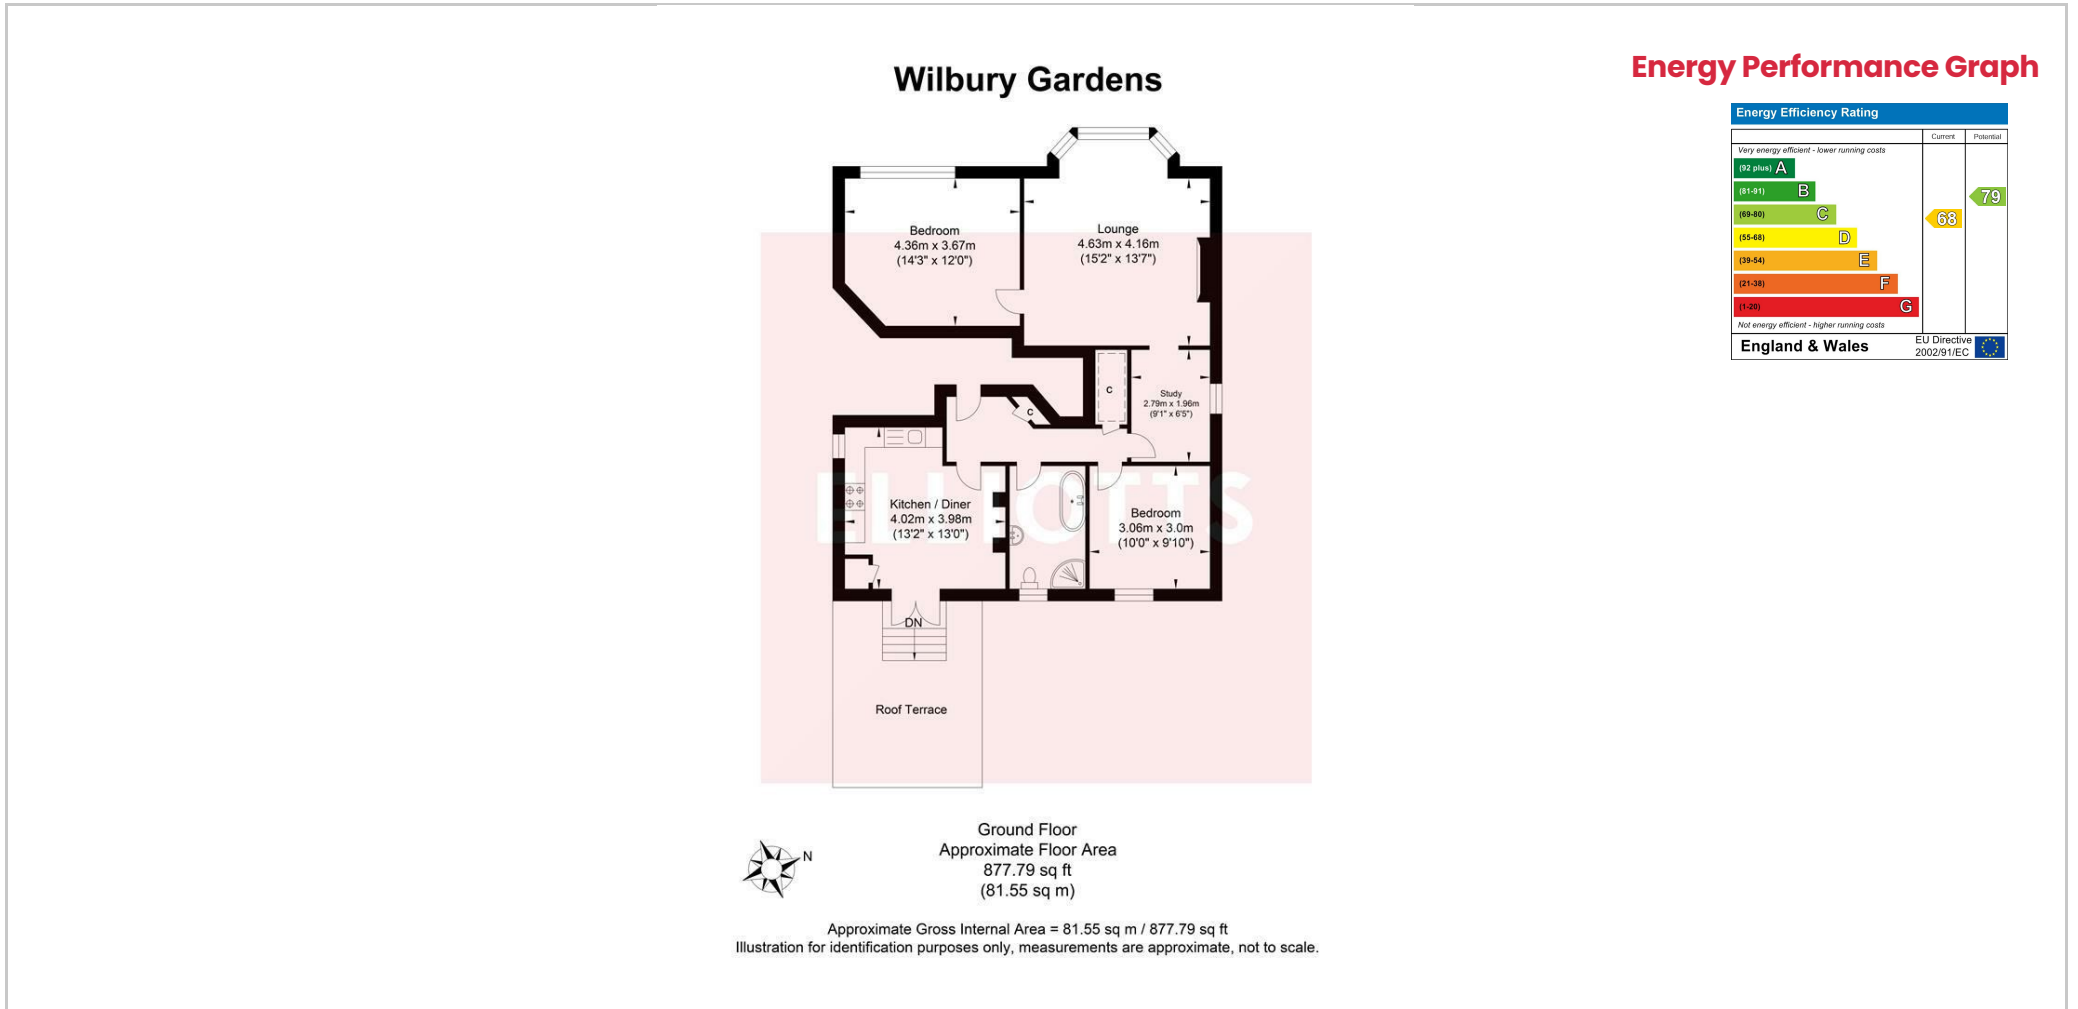 Wilbury Gardens
Energy Performance Graph
Energy Efficiency Rating
Current
Potential
Very energy efficient - lower running costs
(92 plus) A
(81-91) B
(69-80) C
(55-68) D
(39-54) E
(21-38) F
(1-20) G
68
79
Not energy efficient - higher running costs
England & Wales
EU Directive
2002/91/EC
Bedroom
4.36m x 3.67m
(14'3" x 12'0")
Lounge
4.63m x 4.16m
(15'2" x 13'7")
C
Study
2.79m x 1.96m
(9'1" x 6'5")
C
ELLIOTTS
Kitchen / Diner
4.02m x 3.98m
(13'2" x 13'0")
Bedroom
3.06m x 3.0m
(10'0" x 9'10")
DN
Roof Terrace
N
Ground Floor
Approximate Floor Area
877.79 sq ft
(81.55 sq m)
Approximate Gross Internal Area = 81.55 sq m / 877.79 sq ft
Illustration for identification purposes only, measurements are approximate, not to scale.